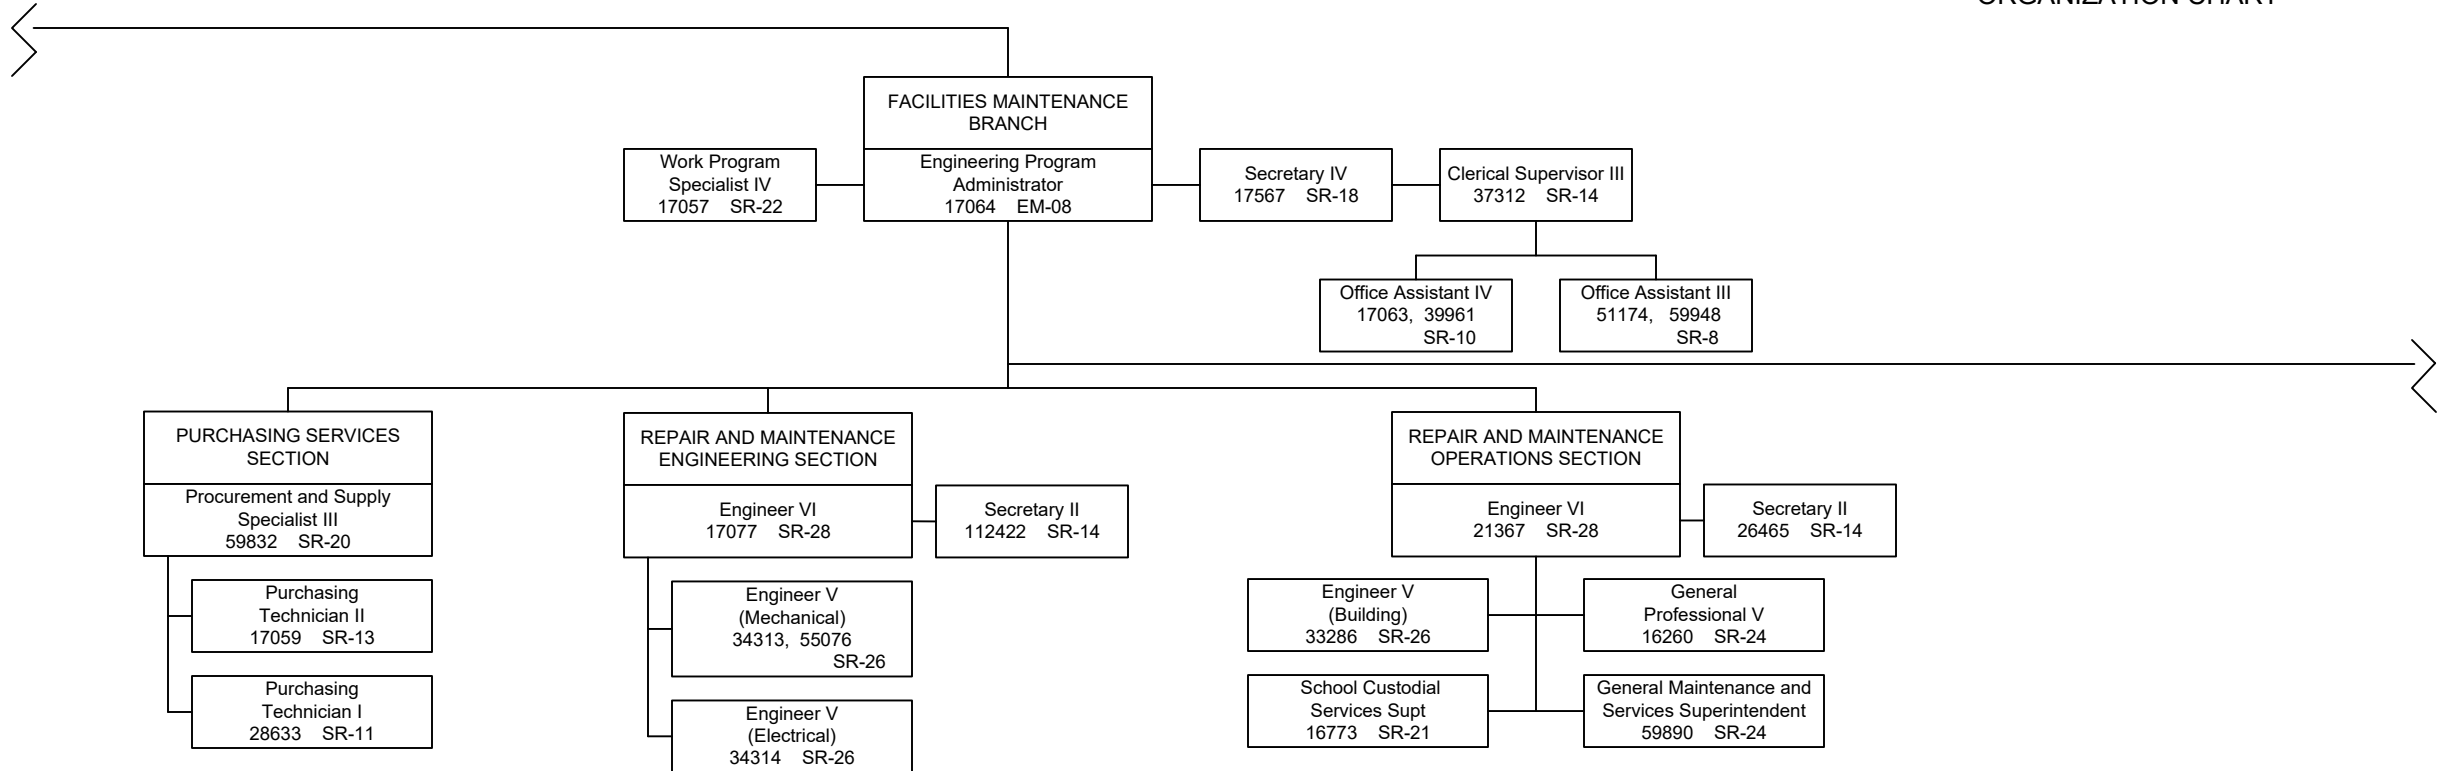 ORGANIZATION CHART
FACILITIES MAINTENANCE
BRANCH
Engineering Program
Administrator
17064 EM-08
Work Program
Specialist IV
17057 SR-22
Secretary IV
17567 SR-18
Clerical Supervisor III
37312 SR-14
Office Assistant IV
17063, 39961
SR-10
Office Assistant III
51174, 59948
SR-8
PURCHASING SERVICES
SECTION
Procurement and Supply
Specialist III
59832 SR-20
Purchasing
Technician II
17059 SR-13
Purchasing
Technician I
28633 SR-11
REPAIR AND MAINTENANCE
ENGINEERING SECTION
Engineer VI
17077 SR-28
Secretary II
112422 SR-14
Engineer V
(Mechanical)
34313, 55076
SR-26
Engineer V
(Electrical)
34314 SR-26
REPAIR AND MAINTENANCE
OPERATIONS SECTION
Engineer VI
21367 SR-28
Secretary II
26465 SR-14
Engineer V
(Building)
33286 SR-26
General
Professional V
16260 SR-24
School Custodial
Services Supt
16773 SR-21
General Maintenance and
Services Superintendent
59890 SR-24